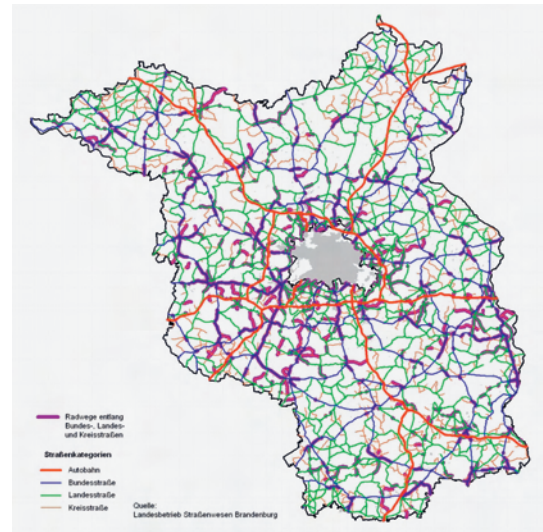 Radwege entlang
Bundes-, Landes-
und Kreisstraßen
Straßenkategorien
Autobahn
Bundesstraße
Landesstraße
Kreisstraße
Quelle:
Landesbetrieb Straßenwesen Brandenburg